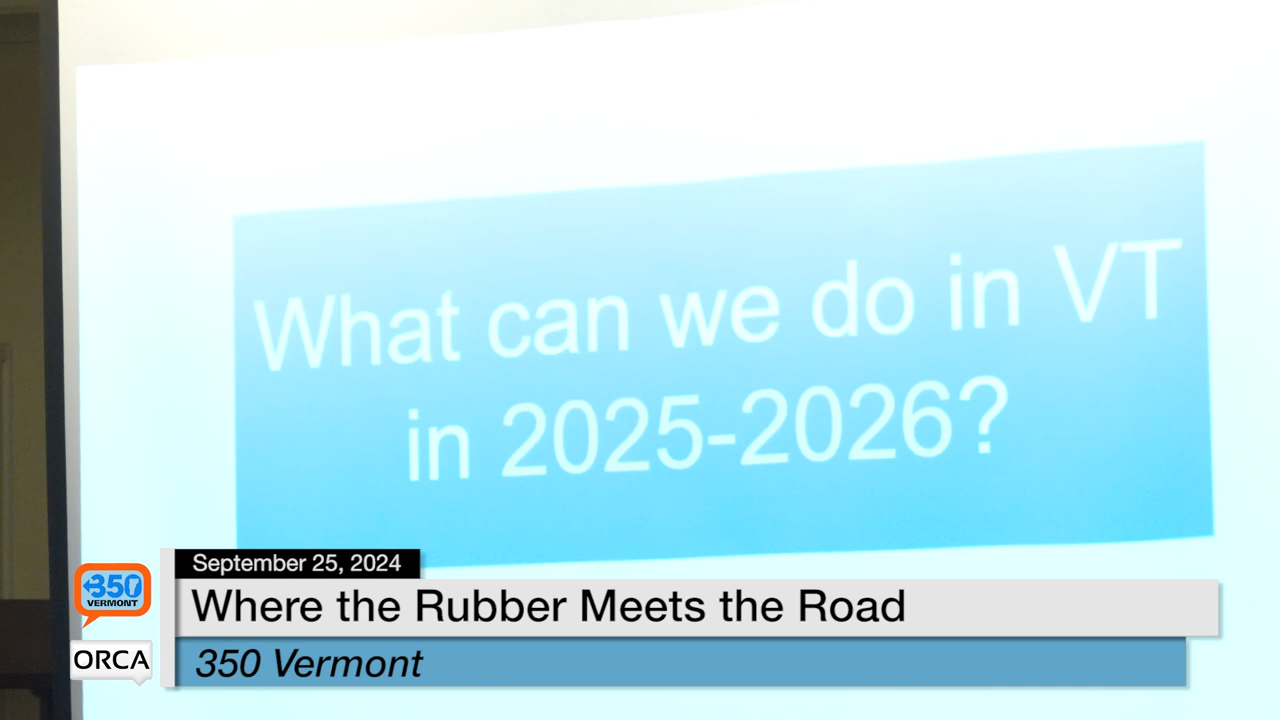 What can we do in VT
in 2025-2026?
September 25, 2024
Where the Rubber Meets the Road
350 Vermont
350
VERMONT
ORCA